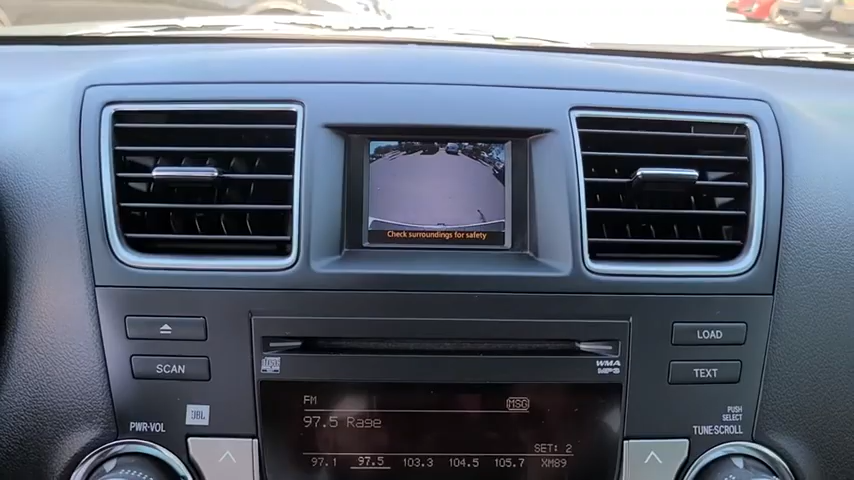 Check surroundings for safety
LOAD
SCAN
TEXT
WMA
MP3
PUSH
SELECT
TUNE·SCROLL
PWR·VOL
JBL
FM
MSG
97.5 Rage
SET: 2
97.1 97.5 103.3 104.5 105.7 XM89